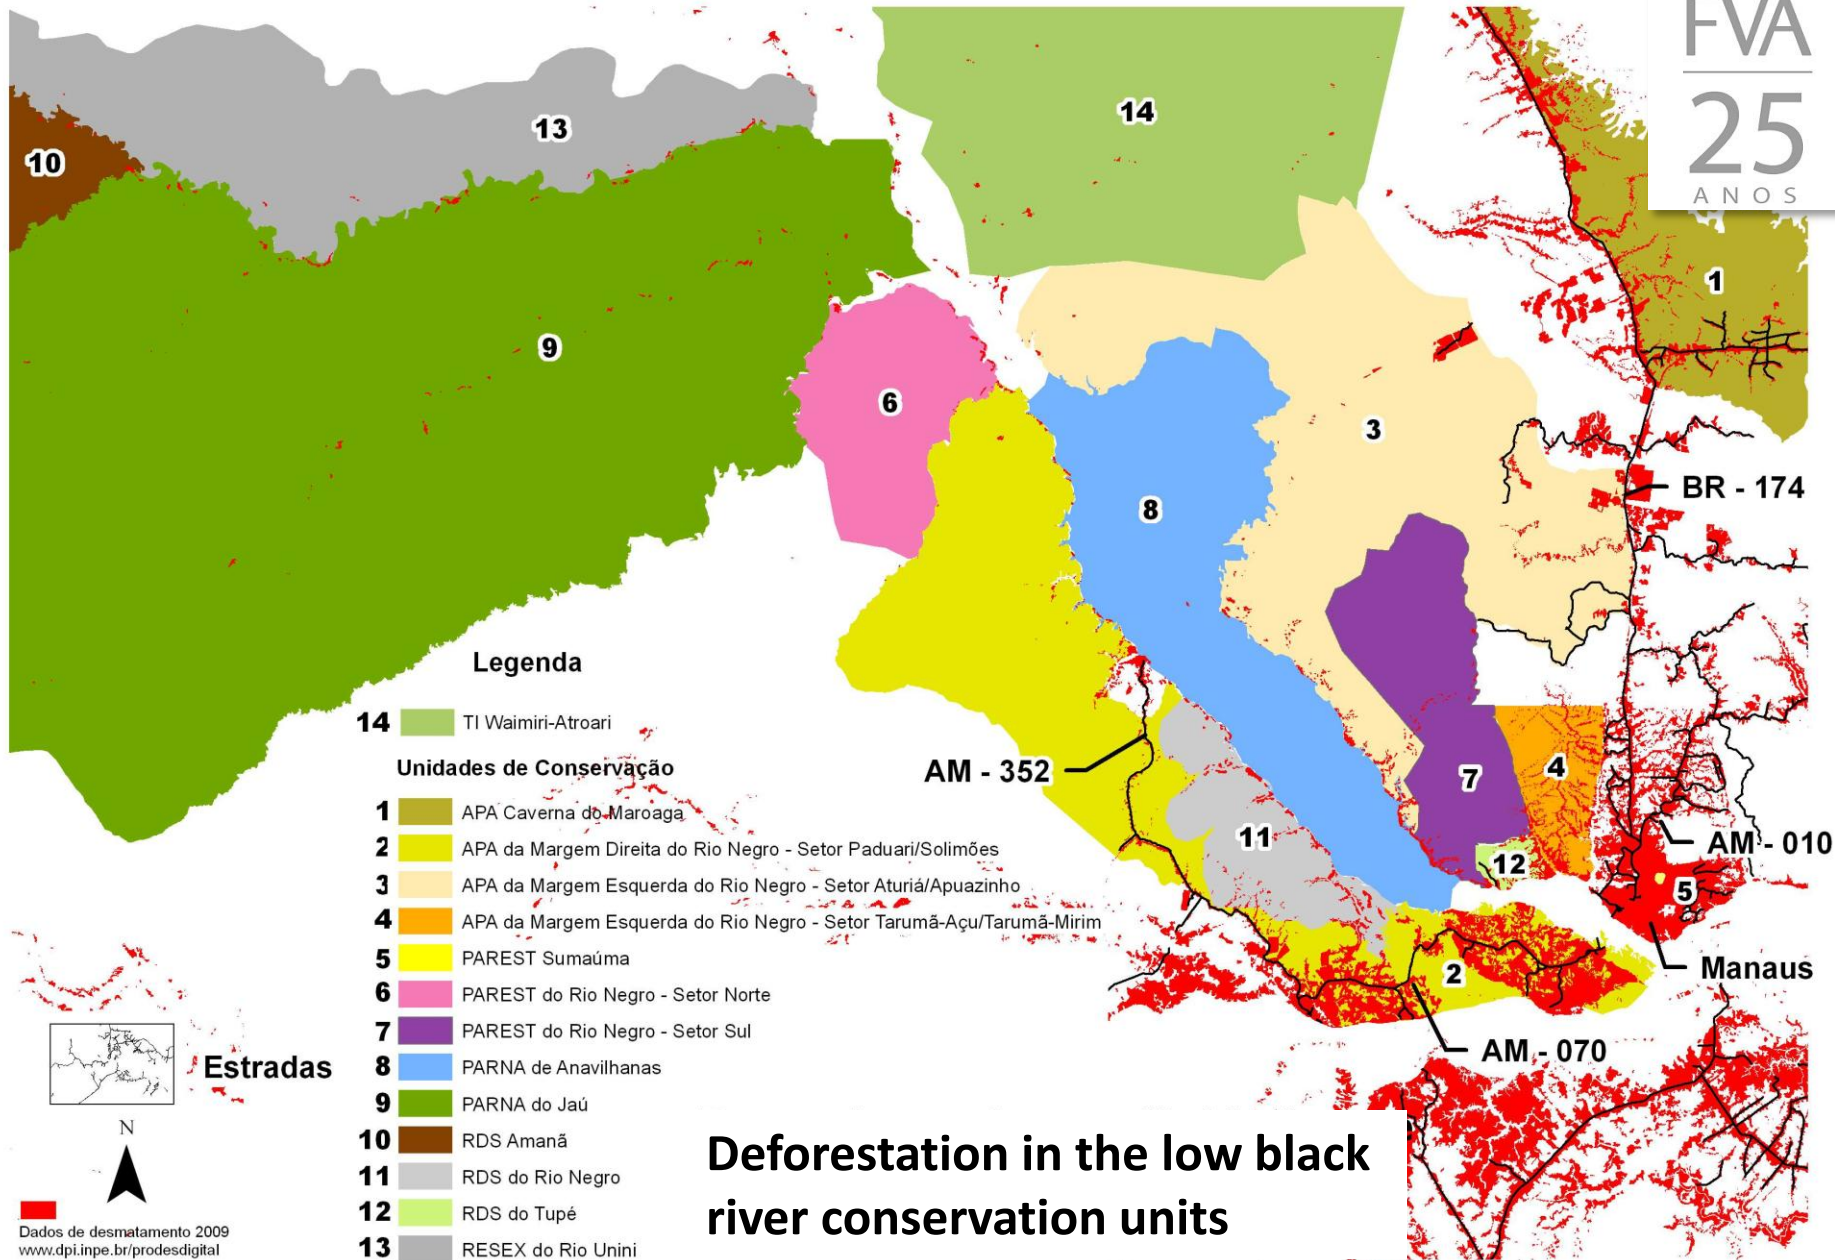 FVA
25
ANOS
13
14
10
1
9
6
3
8
BR - 174
7
4
AM - 352
11
12
AM - 010
5
2
Manaus
AM - 070
Legenda
14 TI Waimiri-Atroari
Unidades de Conservação
1 APA Caverna do Maroaga
2 APA da Margem Direita do Rio Negro - Setor Paduari/Solimões
3 APA da Margem Esquerda do Rio Negro - Setor Aturiá/Apuazinho
4 APA da Margem Esquerda do Rio Negro - Setor Tarumã-Açu/Tarumã-Mirim
5 PAREST Sumaúma
6 PAREST do Rio Negro - Setor Norte
7 PAREST do Rio Negro - Setor Sul
8 PARNA de Anavilhanas
9 PARNA do Jaú
10 RDS Amanã
11 RDS do Rio Negro
12 RDS do Tupé
13 RESEX do Rio Unini
Estradas
N
Dados de desmatamento 2009
www.dpi.inpe.br/prodesdigital
Deforestation in the low black
river conservation units